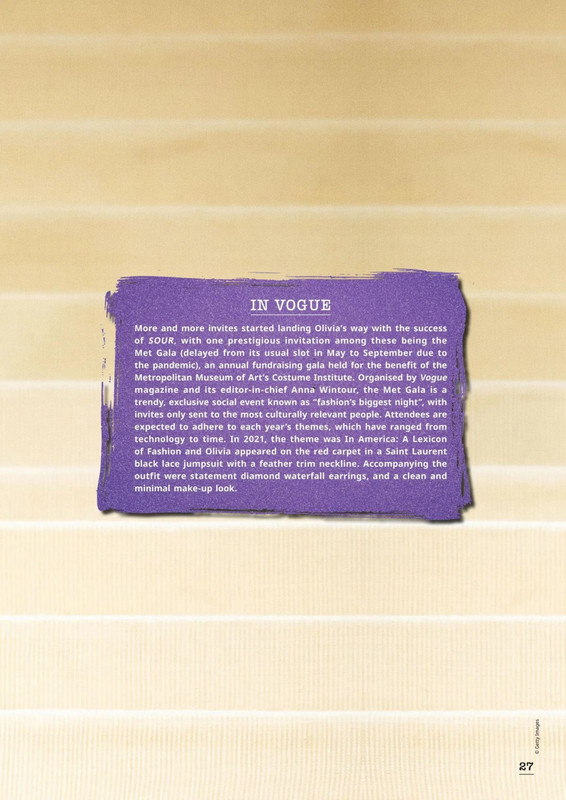 IN VOGUE
More and more invites started landing Olivia's way with the success
of SOUR, with one prestigious invitation among these being the
Met Gala (delayed from its usual slot in May to September due to
the pandemic), an annual fundraising gala held for the benefit of the
Metropolitan Museum of Art's Costume Institute. Organised by Vogue
magazine and its editor-in-chief Anna Wintour, the Met Gala is a
trendy, exclusive social event known as "fashion's biggest night", with
invites only sent to the most culturally relevant people. Attendees are
expected to adhere to each year's themes, which have ranged from
technology to time. In 2021, the theme was In America: A Lexicon
of Fashion and Olivia appeared on the red carpet in a Saint Laurent
black lace jumpsuit with a feather trim neckline. Accompanying the
outfit were statement diamond waterfall earrings, and a clean and
minimal make-up look.
© Getty Images
27